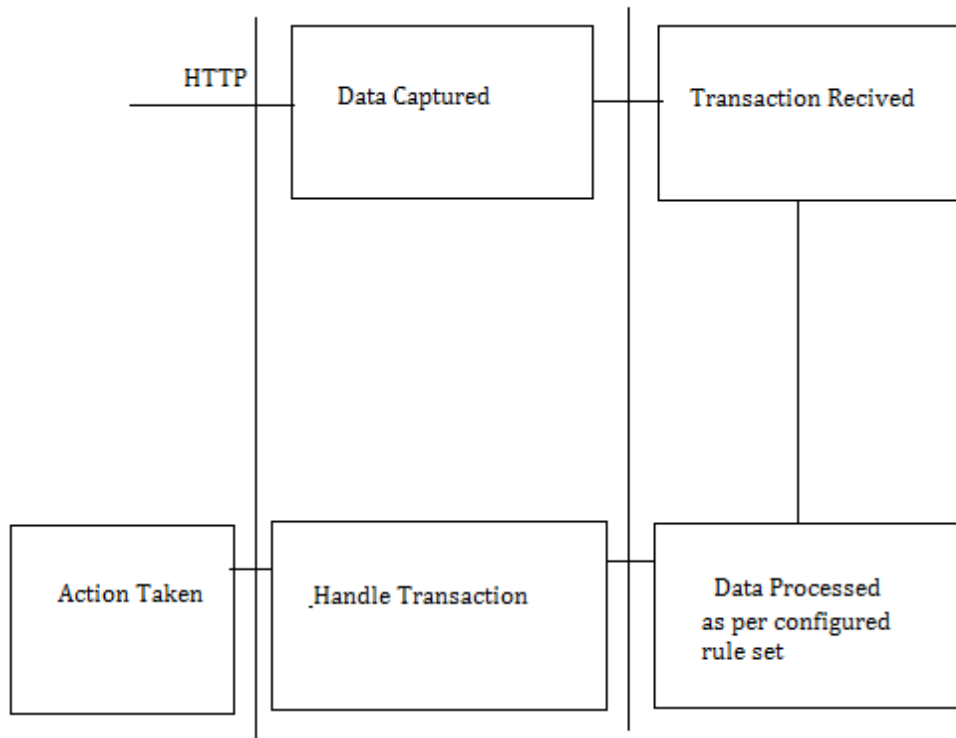 HTTP
Data Captured
Transaction Recived
Action Taken
Handle Transaction
Data Processed
as per configured
rule set